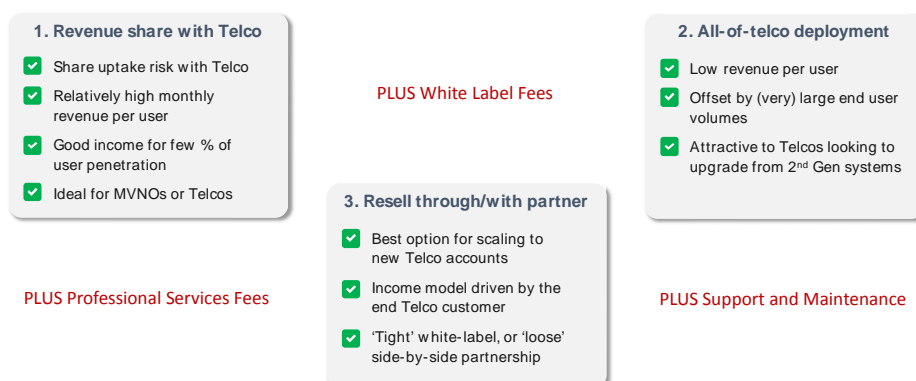 1. Revenue share with Telco
Share uptake risk with Telco
Relatively high monthly
revenue per user
Good income for few % of
user penetration
Ideal for MVNOs or Telcos
PLUS White Label Fees
2. All-of-telco deployment
Low revenue per user
Offset by (very) large end user
volumes
Attractive to Telcos looking to
upgrade from 2nd Gen systems
3. Resell through/with partner
Best option for scaling to
new Telco accounts
Income model driven by the
end Telco customer
‘Tight’ white-label, or ‘loose’
side-by-side partnership
PLUS Professional Services Fees
PLUS Support and Maintenance